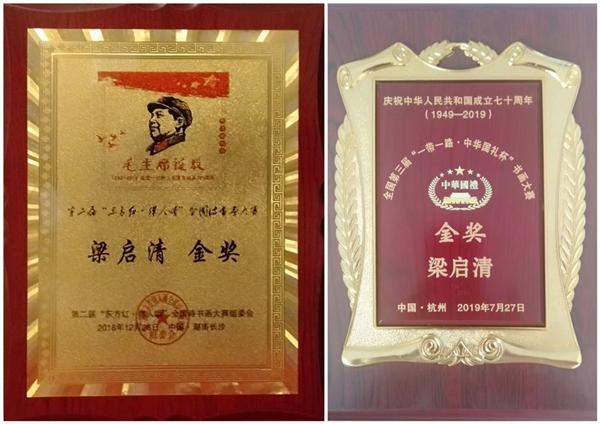 毛主席诞辰
第二届“东方红·伟人颂”全国诗书画大赛
梁启清 金奖
第二届“东方红·伟人颂”全国诗书画大赛组委会
2018年12月26日 中国·湖南长沙
庆祝中华人民共和国成立七十周年
（1949—2019）
全国第三届“一带一路·中华国礼杯”书画大赛
中華國禮
金奖
梁启清
中国·杭州 2019年7月27日